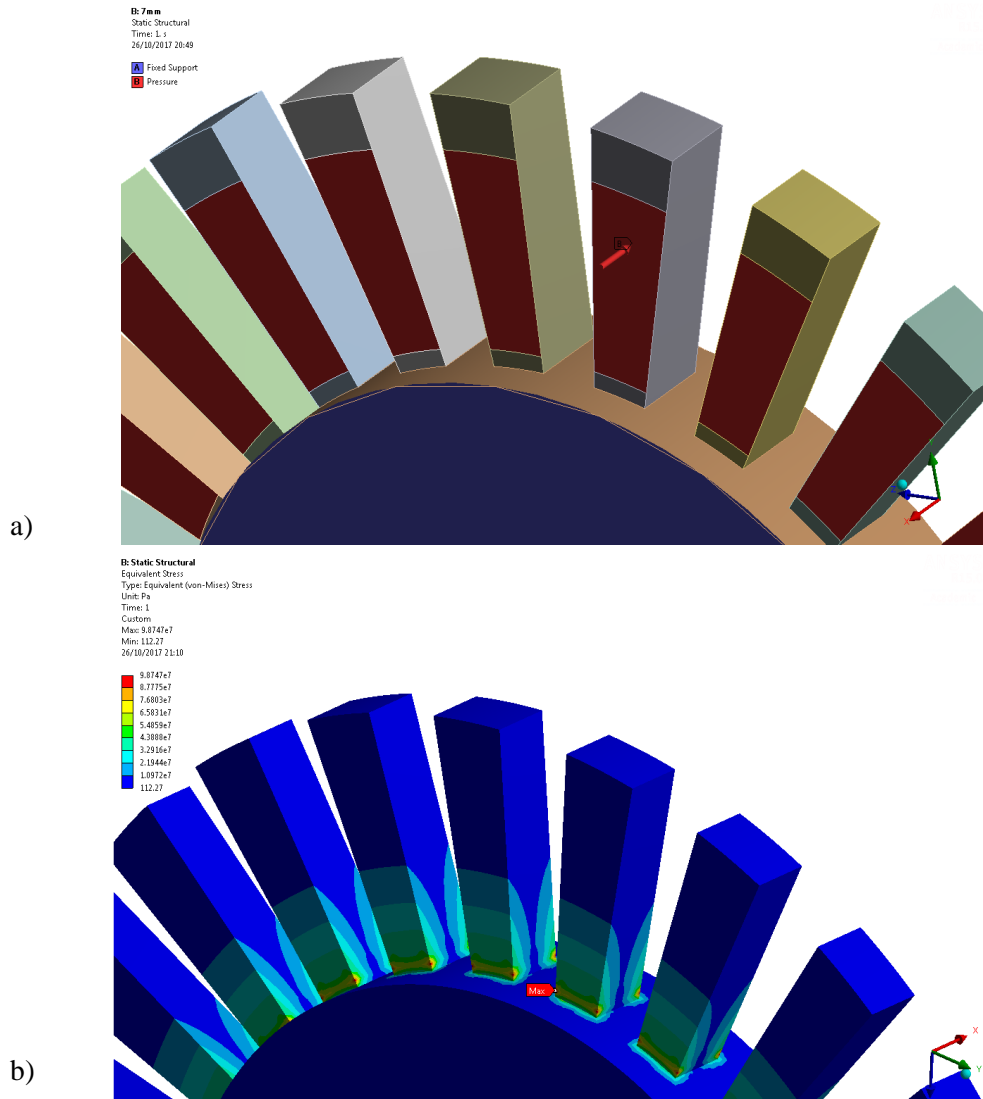 B: 7mm
Static Structural
Time: 1. s
26/10/2017 20:49
A Fixed Support
B Pressure
B
X
a)
B: Static Structural
Equivalent Stress
Type: Equivalent (von-Mises) Stress
Unit: Pa
Time: 1
Custom
Max: 9.8747e7
Min: 112.27
26/10/2017 21:10
9.8747e7
8.7775e7
7.6803e7
6.5831e7
5.4859e7
4.3888e7
3.2916e7
2.1944e7
1.0972e7
112.27
Max
X
Y
b)